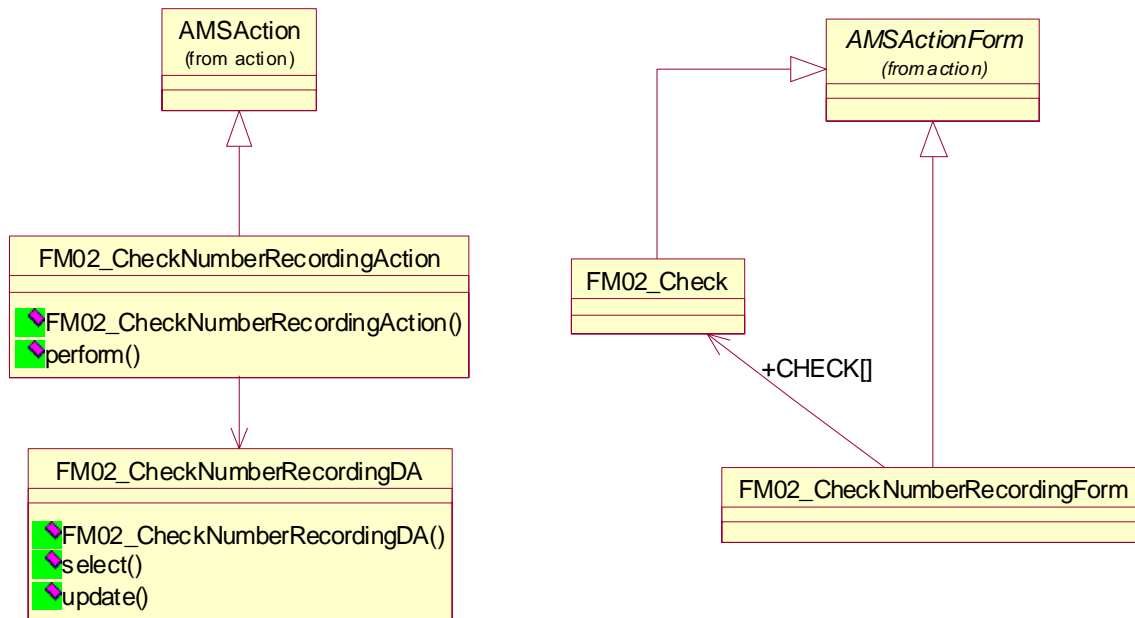 AMSAction
(from action)
AMSActionForm
(from action)
FM02_CheckNumberRecordingAction
FM02_CheckNumberRecordingAction()
perform()
FM02_Check
+CHECK[]
FM02_CheckNumberRecordingDA
FM02_CheckNumberRecordingDA()
select()
update()
FM02_CheckNumberRecordingForm